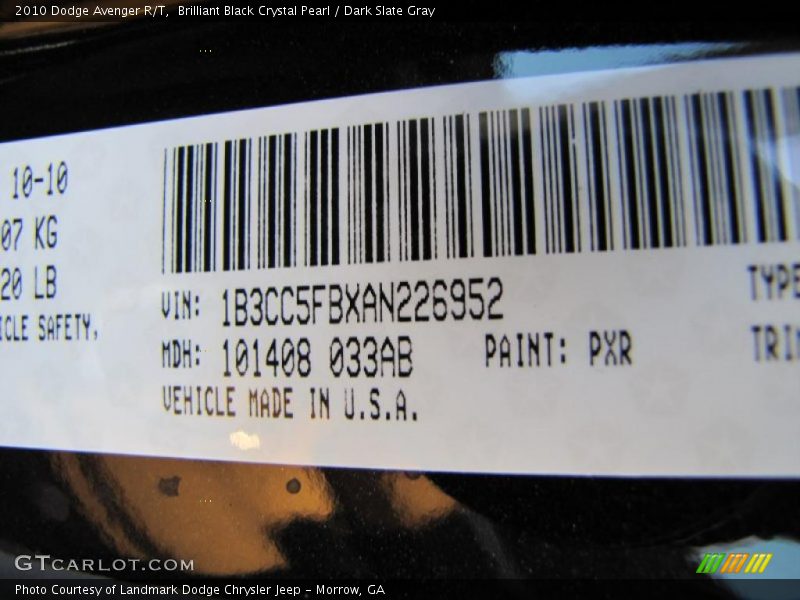 2010 Dodge Avenger R/T,  Brilliant Black Crystal Pearl / Dark Slate Gray
10-10
07 KG
20 LB
ICLE SAFETY,
VIN: 1B3CC5FBXAN226952
MDH: 101408 033AB
PAINT: PXR
VEHICLE MADE IN U.S.A.
TYPE
TRI
GTCARLOT.COM
Photo Courtesy of Landmark Dodge Chrysler Jeep – Morrow, GA